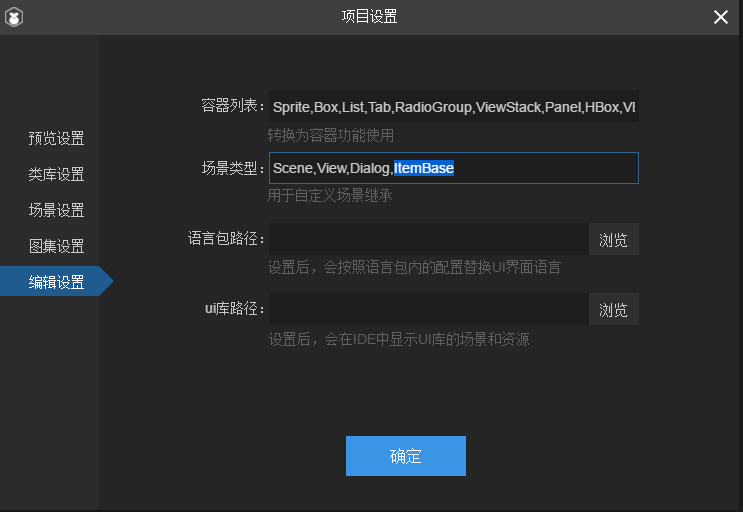 项目设置
预览设置
类库设置
场景设置
图集设置
编辑设置
容器列表： Sprite,Box,List,Tab,RadioGroup,ViewStack,Panel,HBox,VE
转换为容器功能使用
场景类型： Scene,View,Dialog,ItemBase
用于自定义场景继承
语言包路径： 浏览
设置后，会按照语言包内的配置替换UI界面语言
ui库路径： 浏览
设置后，会在IDE中显示UI库的场景和资源
确定